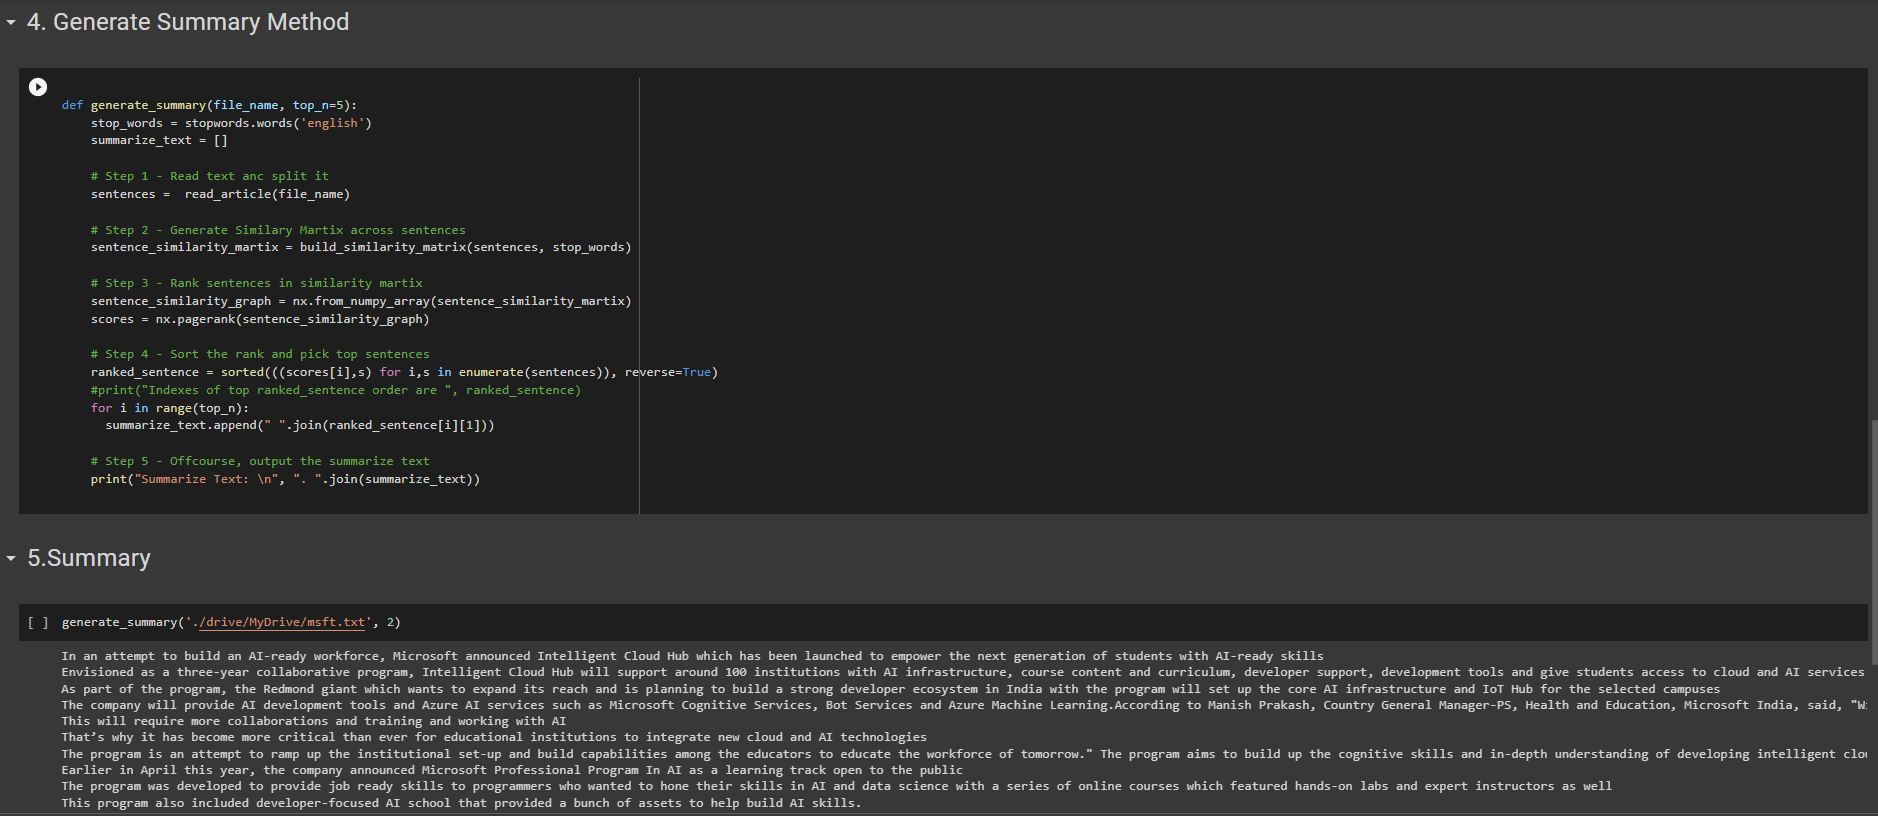 4. Generate Summary Method
def generate_summary(file_name, top_n=5):
    stop_words = stopwords.words('english')
    summarize_text = []
    # Step 1 - Read text anc split it
    sentences =  read_article(file_name)
    # Step 2 - Generate Similary Martix across sentences
    sentence_similarity_martix = build_similarity_matrix(sentences, stop_words)
    # Step 3 - Rank sentences in similarity martix
    sentence_similarity_graph = nx.from_numpy_array(sentence_similarity_martix)
    scores = nx.pagerank(sentence_similarity_graph)
    # Step 4 - Sort the rank and pick top sentences
    ranked_sentence = sorted(((scores[i],s) for i,s in enumerate(sentences)), reverse=True)
    #print("Indexes of top ranked_sentence order are ", ranked_sentence)
    for i in range(top_n):
      summarize_text.append(" ".join(ranked_sentence[i][1]))
    # Step 5 - Offcourse, output the summarize text
    print("Summarize Text: \n", ". ".join(summarize_text))
5.Summary
[ ] generate_summary('./drive/MyDrive/msft.txt', 2)
In an attempt to build an AI-ready workforce, Microsoft announced Intelligent Cloud Hub which has been launched to empower the next generation of students with AI-ready skills
Envisioned as a three-year collaborative program, Intelligent Cloud Hub will support around 100 institutions with AI infrastructure, course content and curriculum, developer support, development tools and give students access to cloud and AI services
As part of the program, the Redmond giant which wants to expand its reach and is planning to build a strong developer ecosystem in India with the program will set up the core AI infrastructure and IoT Hub for the selected campuses
The company will provide AI development tools and Azure AI services such as Microsoft Cognitive Services, Bot Services and Azure Machine Learning.According to Manish Prakash, Country General Manager-PS, Health and Education, Microsoft India, said, "
This will require more collaborations and training and working with AI
That’s why it has become more critical than ever for educational institutions to integrate new cloud and AI technologies
The program is an attempt to ramp up the institutional set-up and build capabilities among the educators to educate the workforce of tomorrow." The program aims to build up the cognitive skills and in-depth understanding of developing intelligent
Earlier in April this year, the company announced Microsoft Professional Program In AI as a learning track open to the public
The program was developed to provide job ready skills to programmers who wanted to hone their skills in AI and data science with a series of online courses which featured hands-on labs and expert instructors as well
This program also included developer-focused AI school that provided a bunch of assets to help build AI skills.